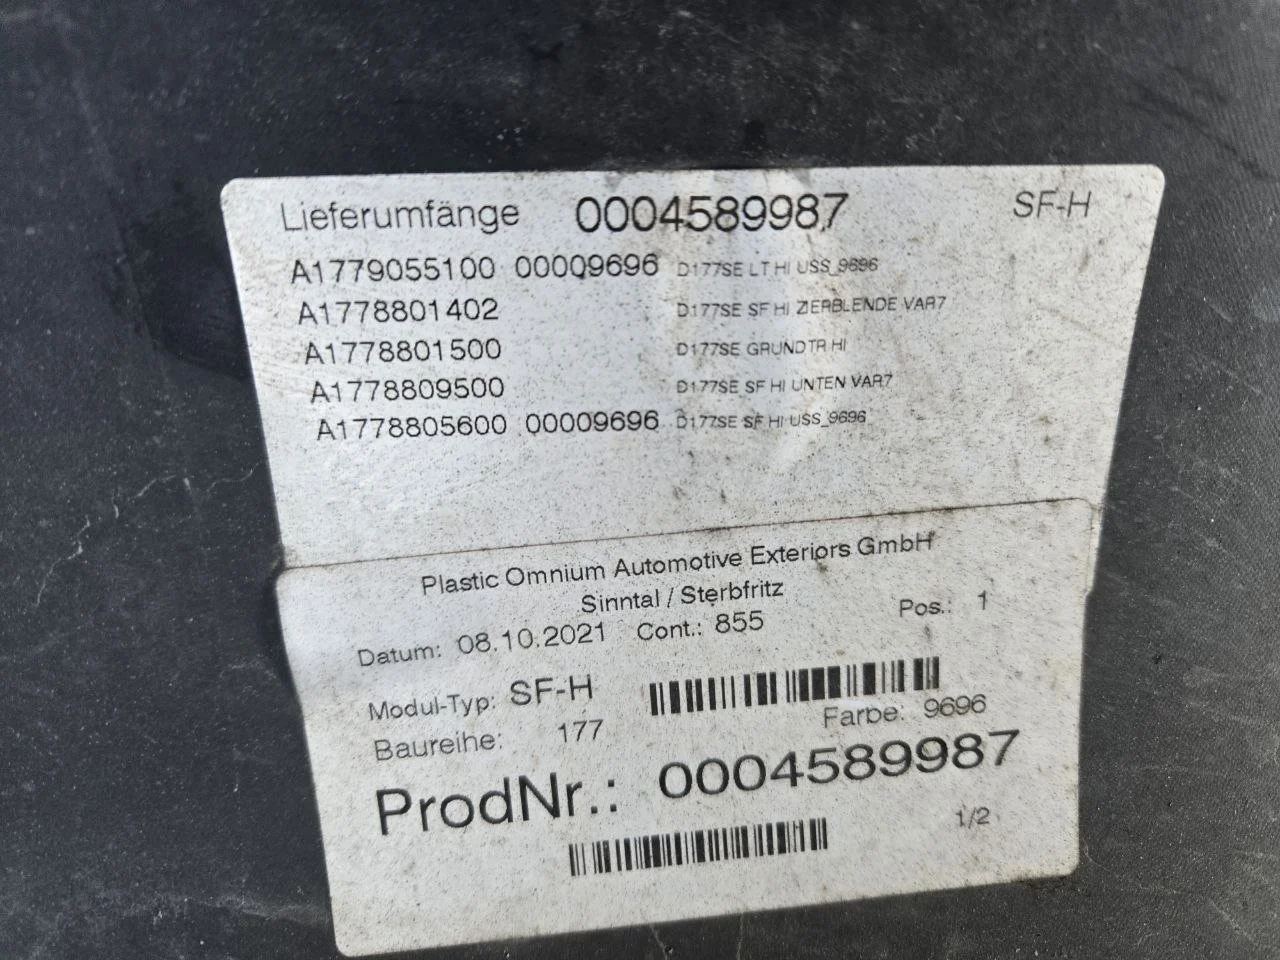 Lieferumfänge 0004589987 SF-H
A1779055100 00009696 D177SE LT HI USS_9696
A1778801402 D177SE SF HI ZIERBLENDE VAR7
A1778801500 D177SE GRUNDTR HI
A1778809500 D177SE SF HI UNTEN VAR7
A1778805600 00009696 D177SE SF HI USS_9696
Plastic Omnium Automotive Exteriors GmbH
Sinntal / Sterbfritz
Datum: 08.10.2021 Cont.: 855 Pos.: 1
Modul-Typ: SF-H
Baureihe: 177 Farbe: 9696
ProdNr.: 0004589987
1/2